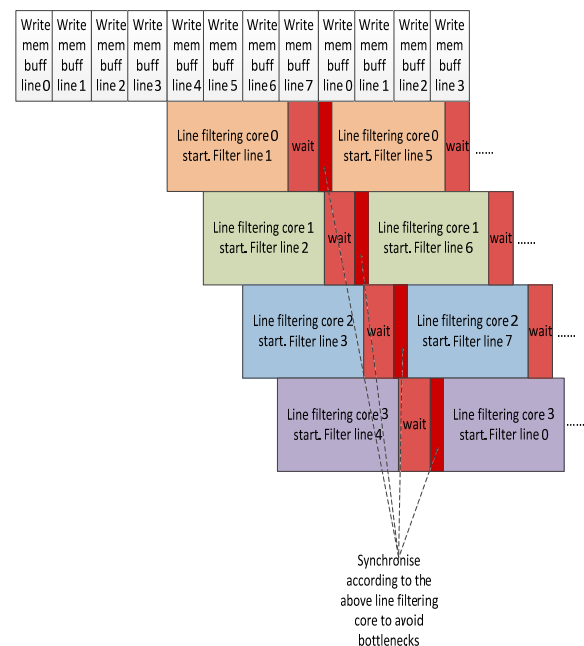 Write mem buff line 0
Write mem buff line 1
Write mem buff line 2
Write mem buff line 3
Write mem buff line 4
Write mem buff line 5
Write mem buff line 6
Write mem buff line 7
Write mem buff line 0
Write mem buff line 1
Write mem buff line 2
Write mem buff line 3
Line filtering core 0
start. Filter line 1
wait
Line filtering core 0
start. Filter line 5
wait
......
Line filtering core 1
start. Filter line 2
wait
Line filtering core 1
start. Filter line 6
wait
......
Line filtering core 2
start. Filter line 3
wait
Line filtering core 2
start. Filter line 7
wait
......
Line filtering core 3
start. Filter line 4
wait
Line filtering core 3
start. Filter line 0
......
Synchronise
according to the
above line filtering
core to avoid
bottlenecks